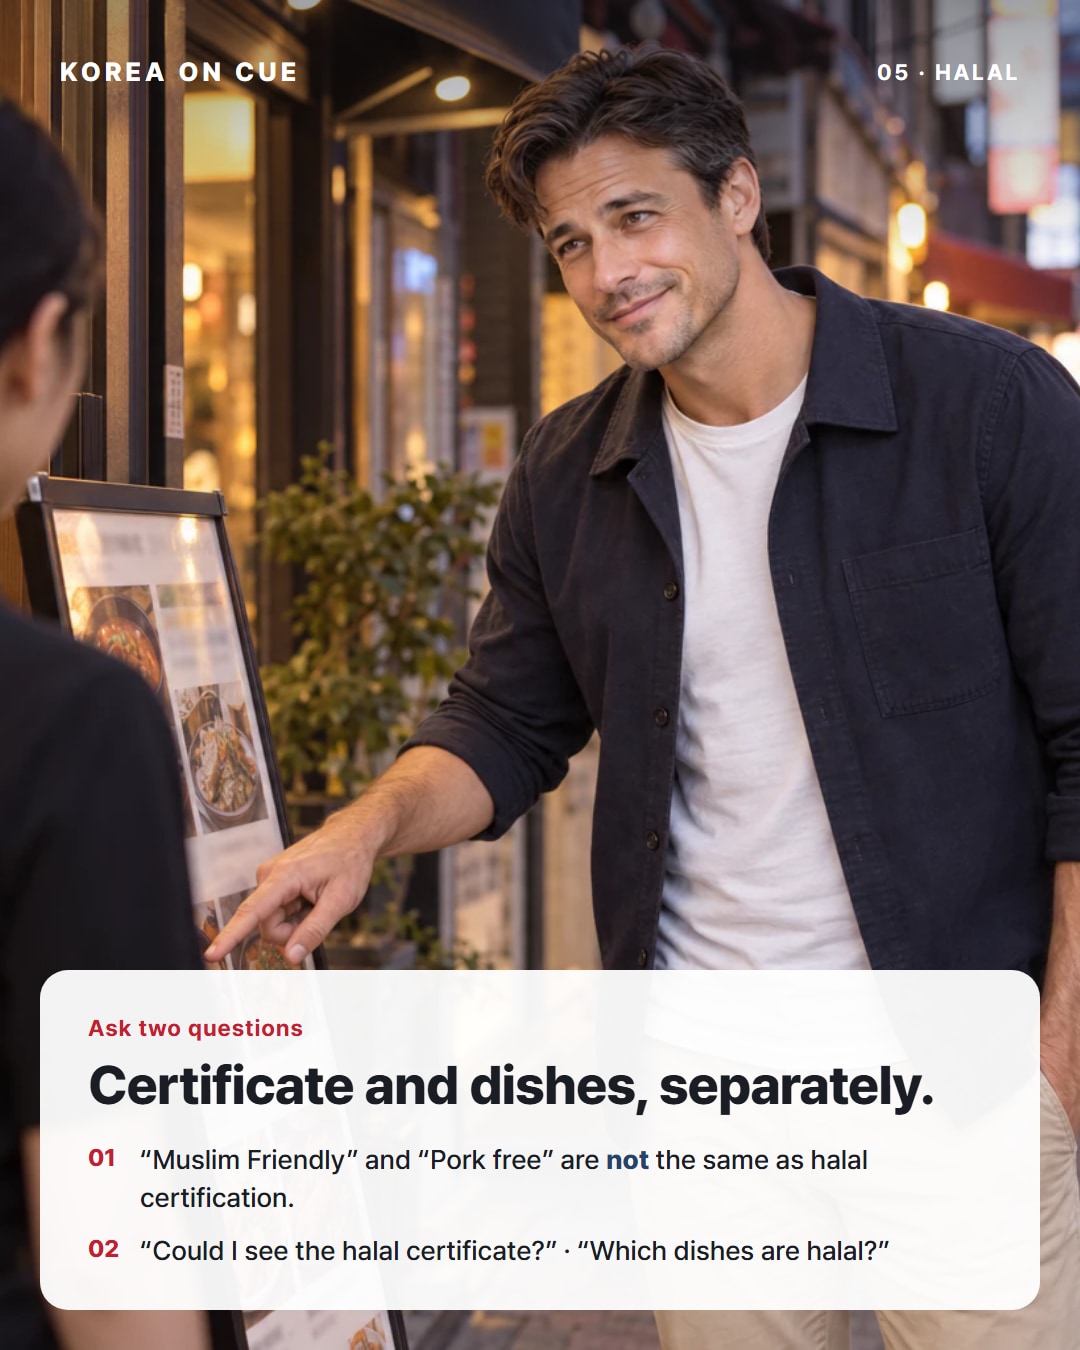 KOREA ON CUE
05 · HALAL
Ask two questions
Certificate and dishes, separately.
01 “Muslim Friendly” and “Pork free” are not the same as halal
certification.
02 “Could I see the halal certificate?” · “Which dishes are halal?”